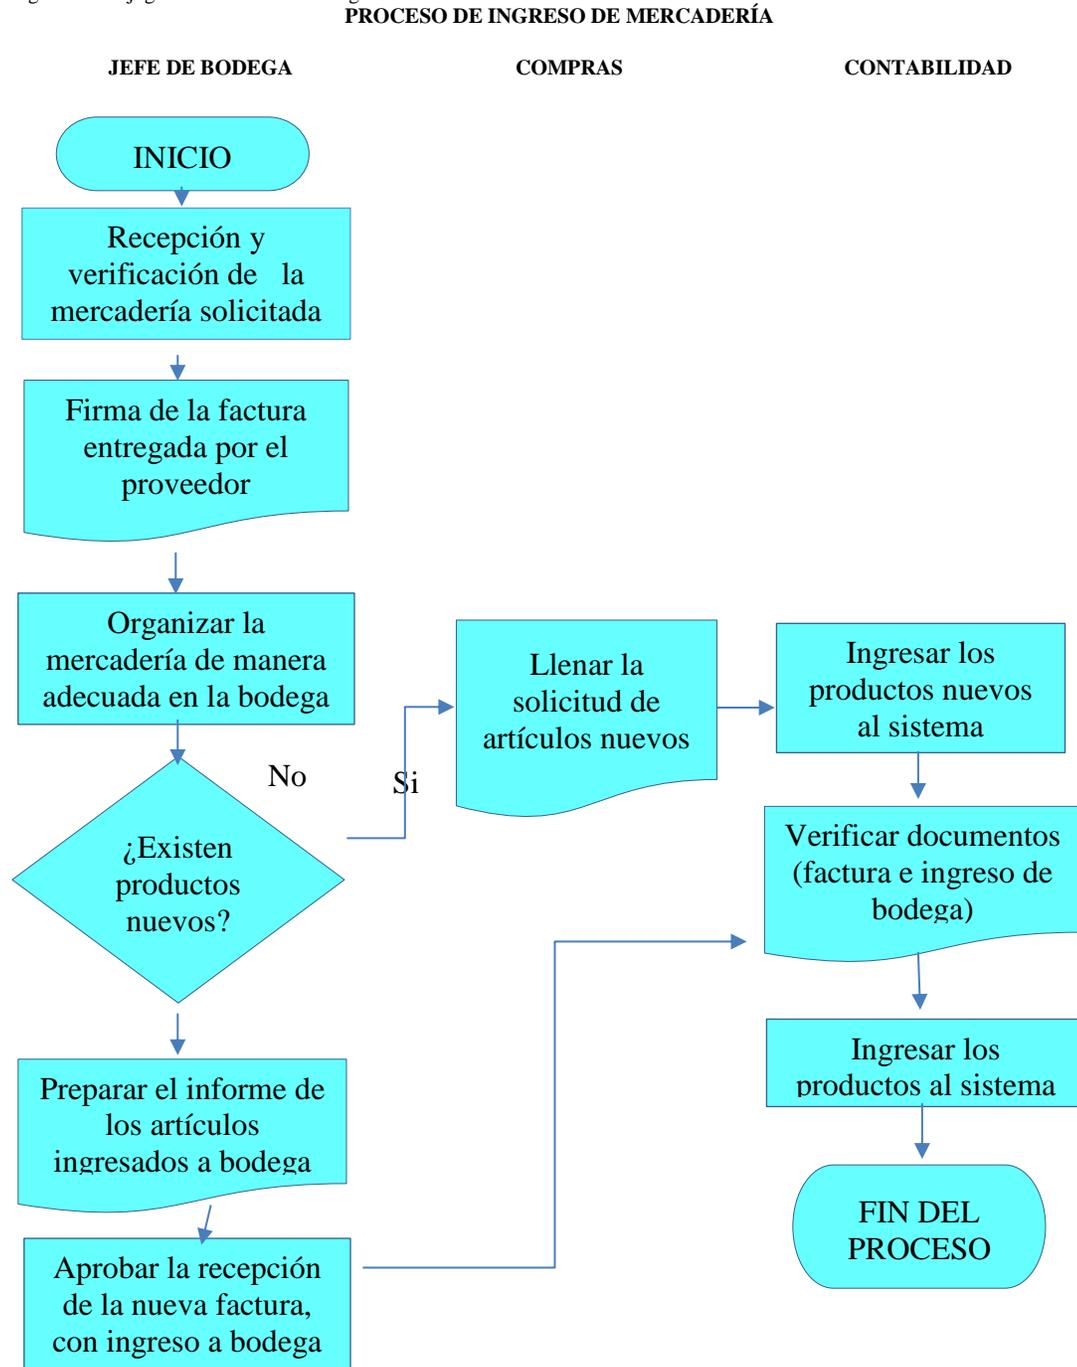 PROCESO DE INGRESO DE MERCADERÍA
JEFE DE BODEGA
COMPRAS
CONTABILIDAD
INICIO
Recepción y
verificación de la
mercadería solicitada
Firma de la factura
entregada por el
proveedor
Organizar la
mercadería de manera
adecuada en la bodega
No
Si
¿Existen
productos
nuevos?
Preparar el informe de
los artículos
ingresados a bodega
Aprobar la recepción
de la nueva factura,
con ingreso a bodega
Llenar la
solicitud de
artículos nuevos
Ingresar los
productos nuevos
al sistema
Verificar documentos
(factura e ingreso de
bodega)
Ingresar los
productos al sistema
FIN DEL
PROCESO